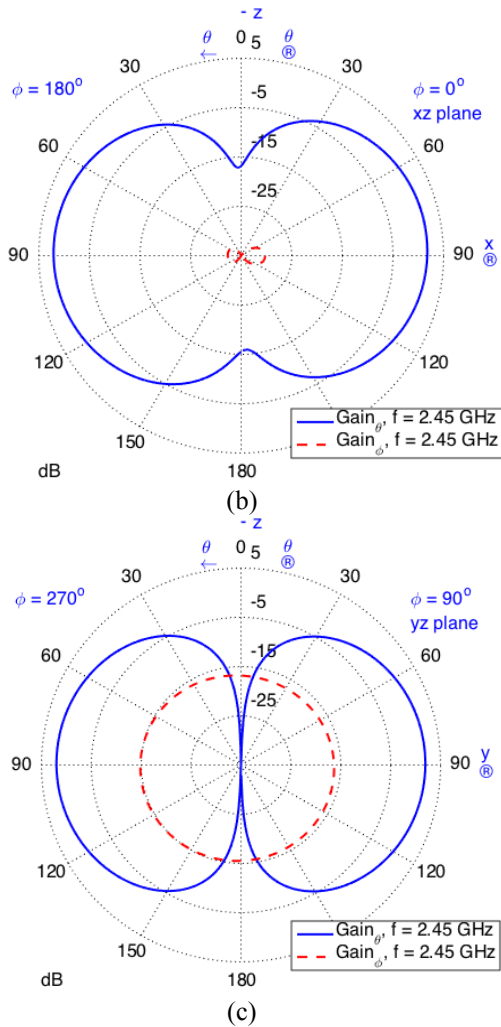 - z
θ 0 5 θ
← ®
30 30
ϕ = 180° ϕ = 0°
-5 xz plane
60 60
-15
-25
x
90 90 ®
120 120
Gain_θ, f = 2.45 GHz
150 Gain_ϕ, f = 2.45 GHz
dB 180
(b)
- z
θ 0 5 θ
← ®
30 30
ϕ = 270° ϕ = 90°
-5 yz plane
60 60
-15
-25
y
90 90 ®
120 120
Gain_θ, f = 2.45 GHz
150 Gain_ϕ, f = 2.45 GHz
dB 180
(c)